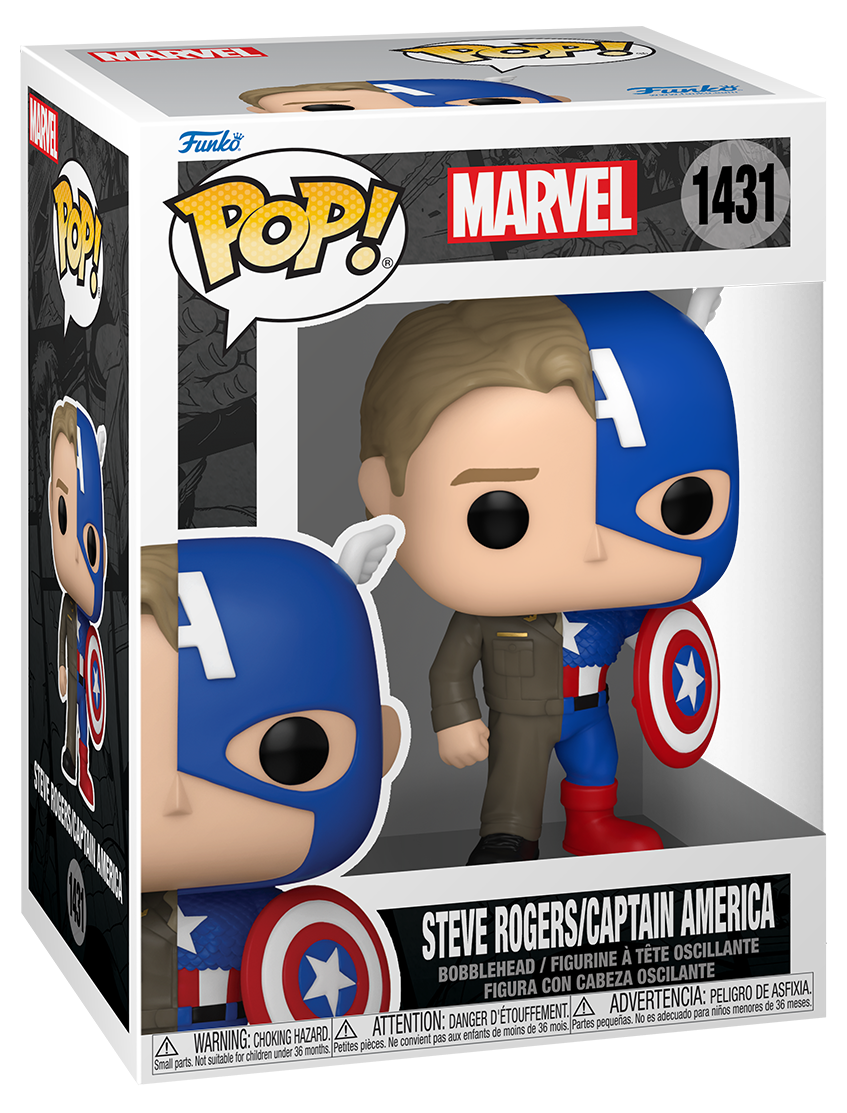 MARVEL
POP!
Funko
MARVEL
POP!
STEVE ROGERS/CAPTAIN AMERICA
1431
Funko
POP!®
MARVEL
1431
A
A
A
STEVE ROGERS/CAPTAIN AMERICA
BOBBLEHEAD / FIGURINE À TÊTE OSCILLANTE
FIGURA CON CABEZA OSCILANTE
WARNING: CHOKING HAZARD.
Small parts. Not suitable for children under 36 months.
ATTENTION: DANGER D'ÉTOUFFEMENT.
Petites pièces. Ne convient pas aux enfants de moins de 36 mois.
ADVERTENCIA: PELIGRO DE ASFIXIA.
Partes pequeñas. No es adecuado para niños menores de 36 meses.